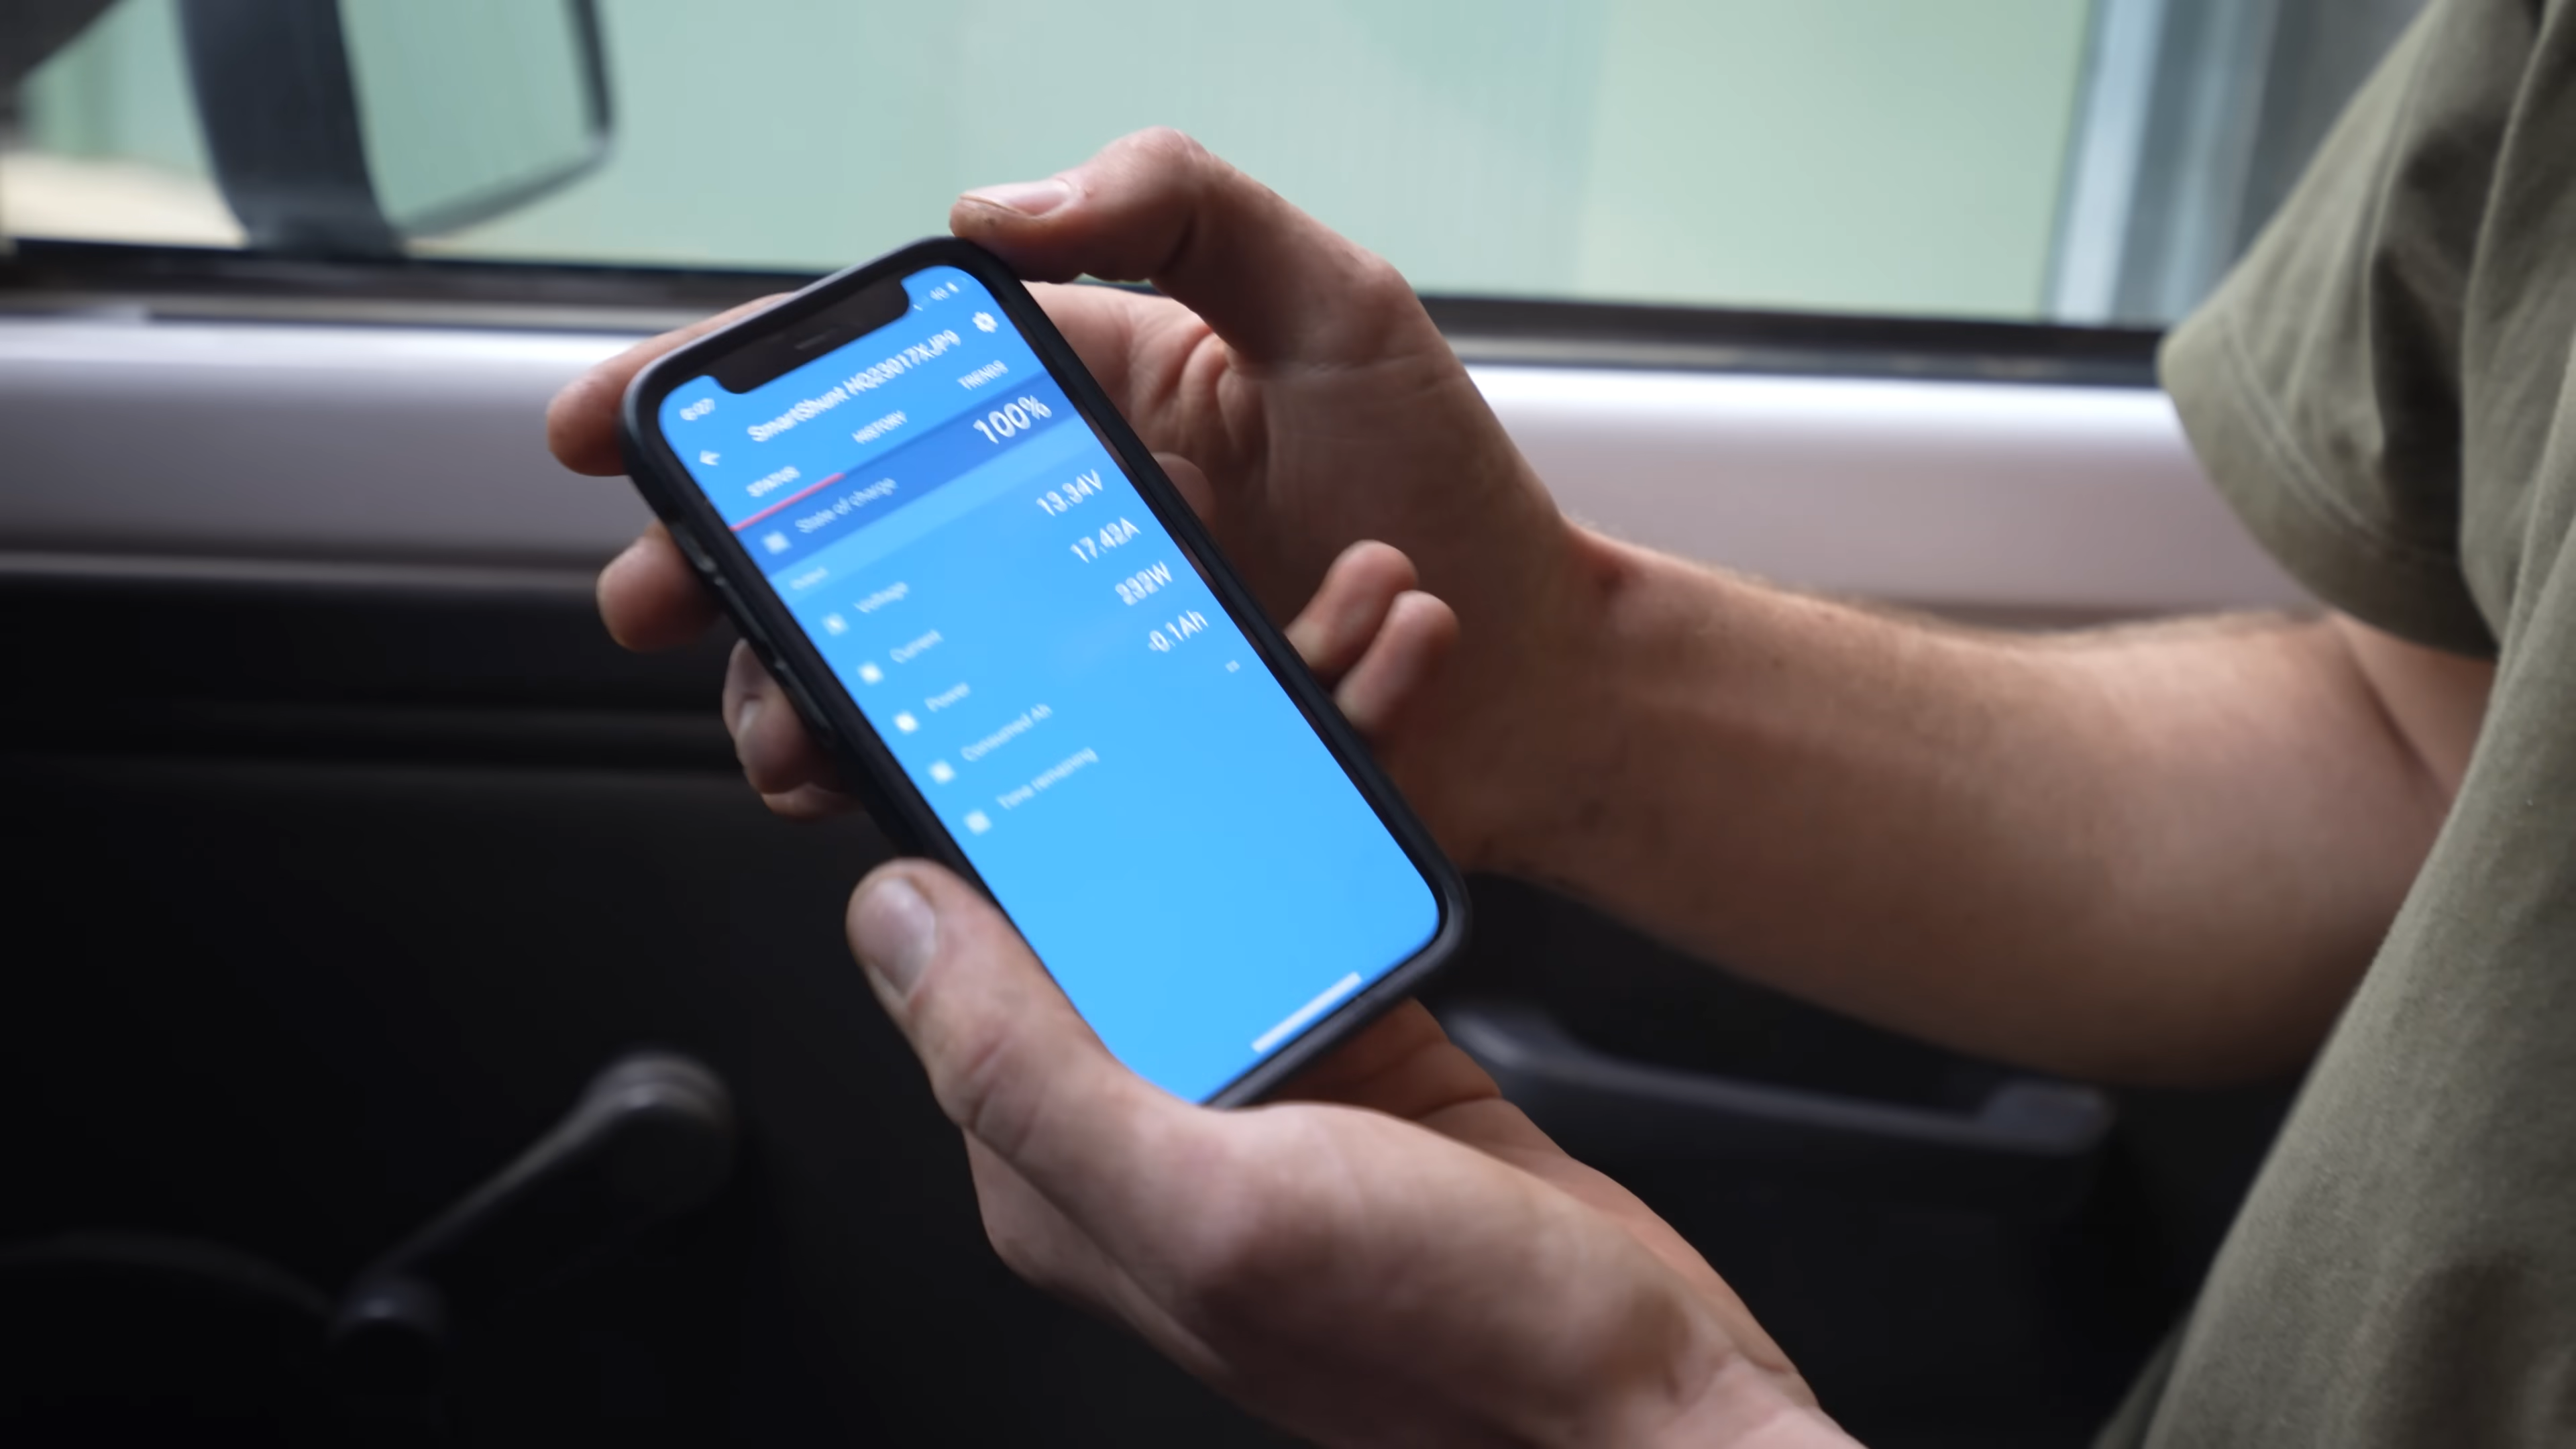 SmartShunt HQ23017XJP9
STATUS HISTORY TRENDS
State of charge 100%
Voltage 13.34V
Current 17.42A
Power 232W
Consumed Ah -0.1Ah
Time remaining